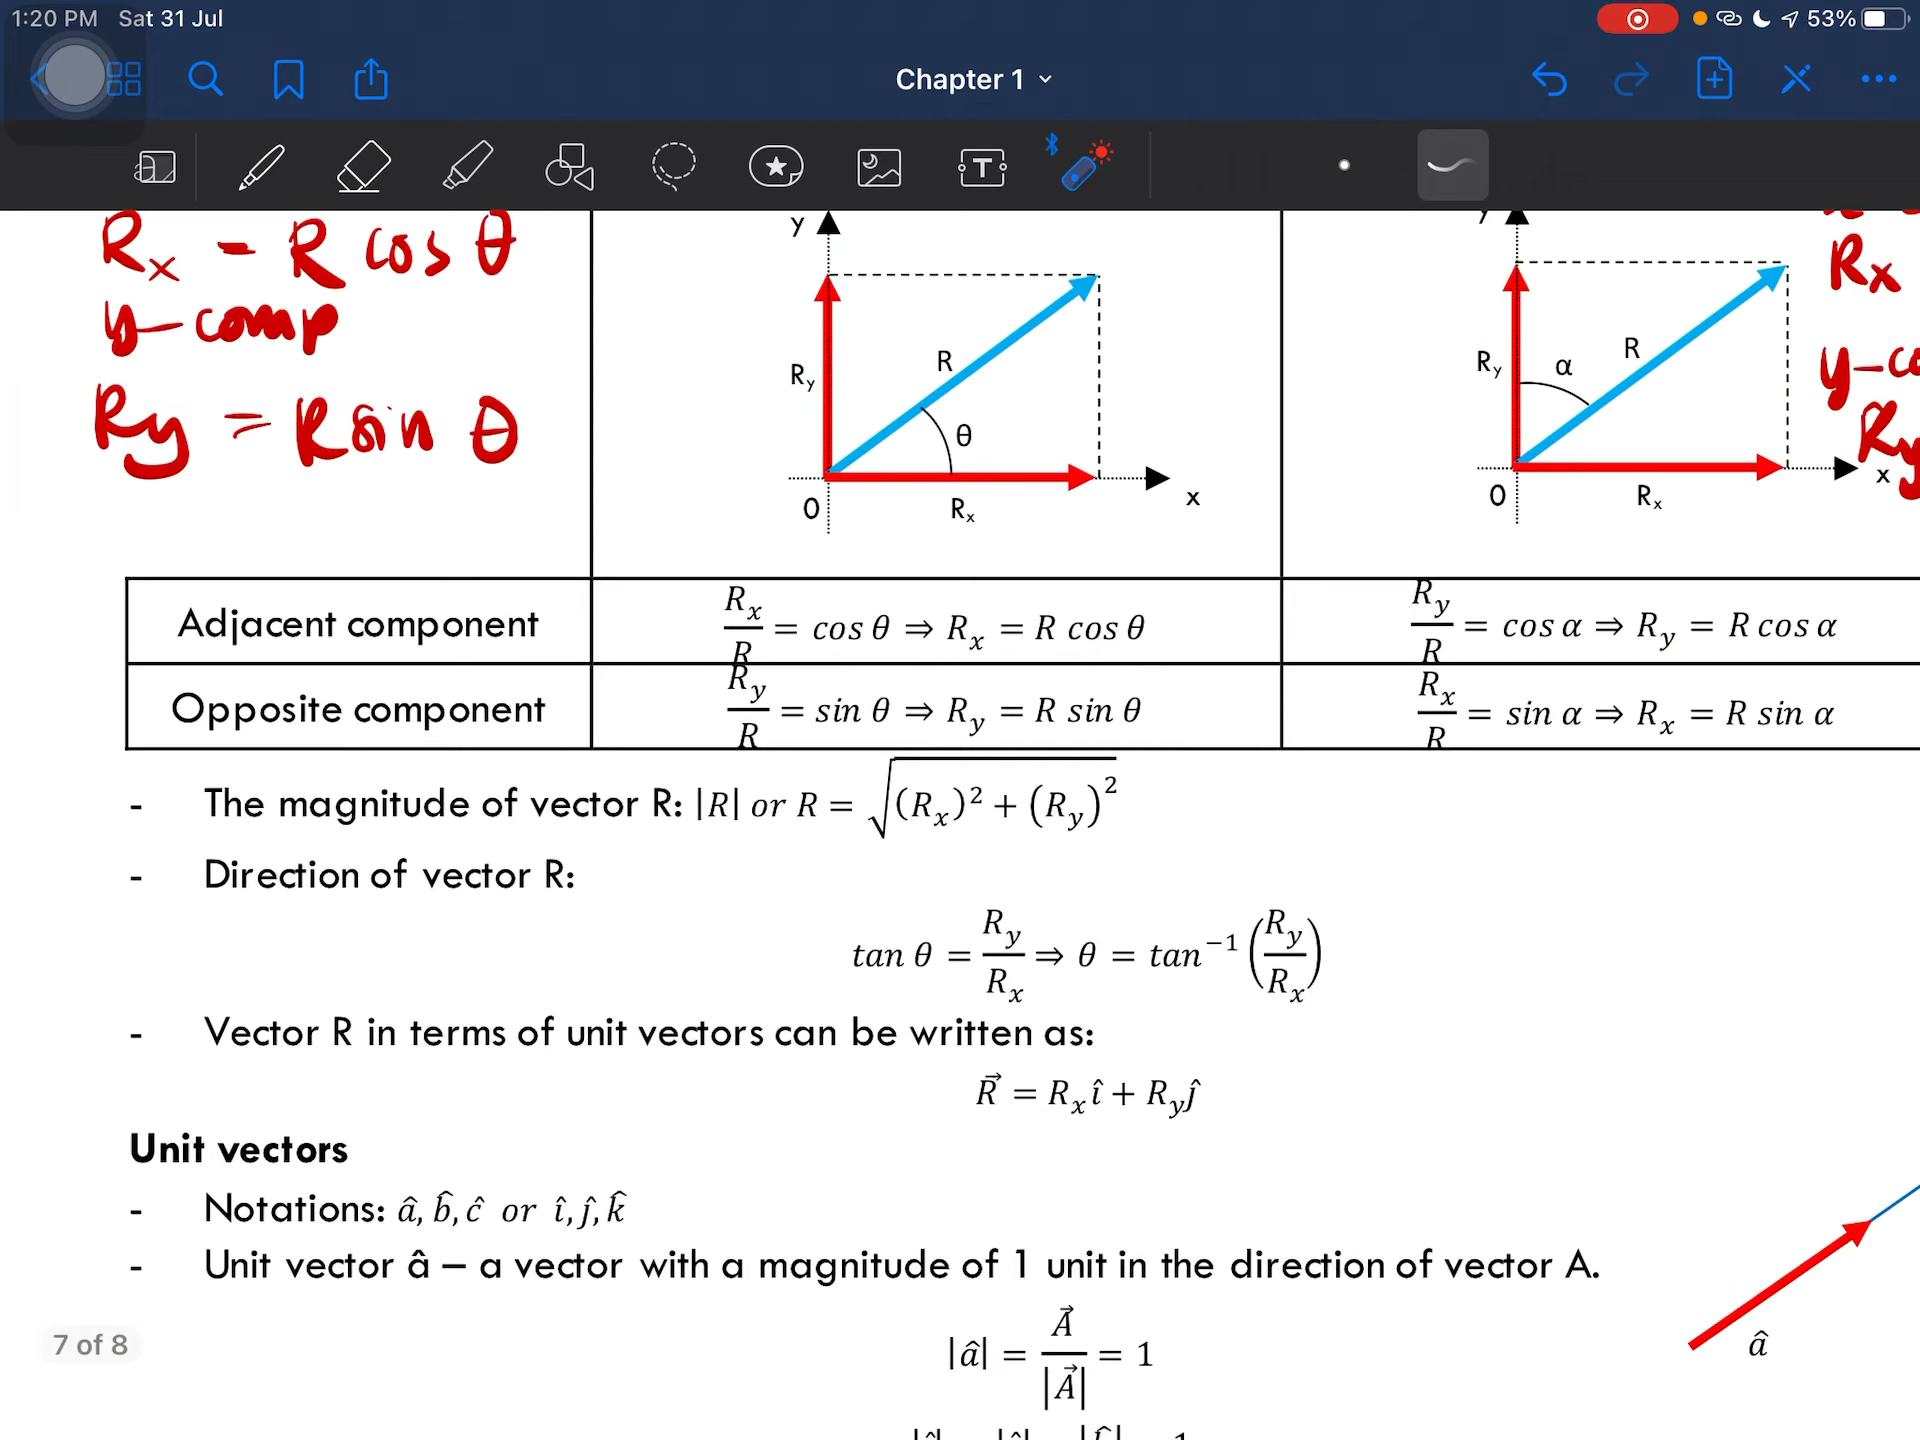 1:20 PM Sat 31 Jul
53%
Chapter 1
T
Rx = R cos θ
y-comp
Ry = R sin θ
y
R
Ry
θ
O
Rx
x
y
R
Ry
α
O
Rx
x
Rx
Adjacent component
Rx/R = cos θ ⇒ Rx = R cos θ
Ry/R = cos α ⇒ Ry = R cos α
Opposite component
Ry/R = sin θ ⇒ Ry = R sin θ
Rx/R = sin α ⇒ Rx = R sin α
- The magnitude of vector R: |R| or R = √((Rx)² + (Ry)²)
- Direction of vector R:
tan θ = Ry/Rx ⇒ θ = tan⁻¹(Ry/Rx)
- Vector R in terms of unit vectors can be written as:
R⃗ = Rx î + Ry ĵ
Unit vectors
- Notations: â, b̂, ĉ or î, ĵ, k̂
- Unit vector â – a vector with a magnitude of 1 unit in the direction of vector A.
|â| = A⃗/|A⃗| = 1
â
7 of 8